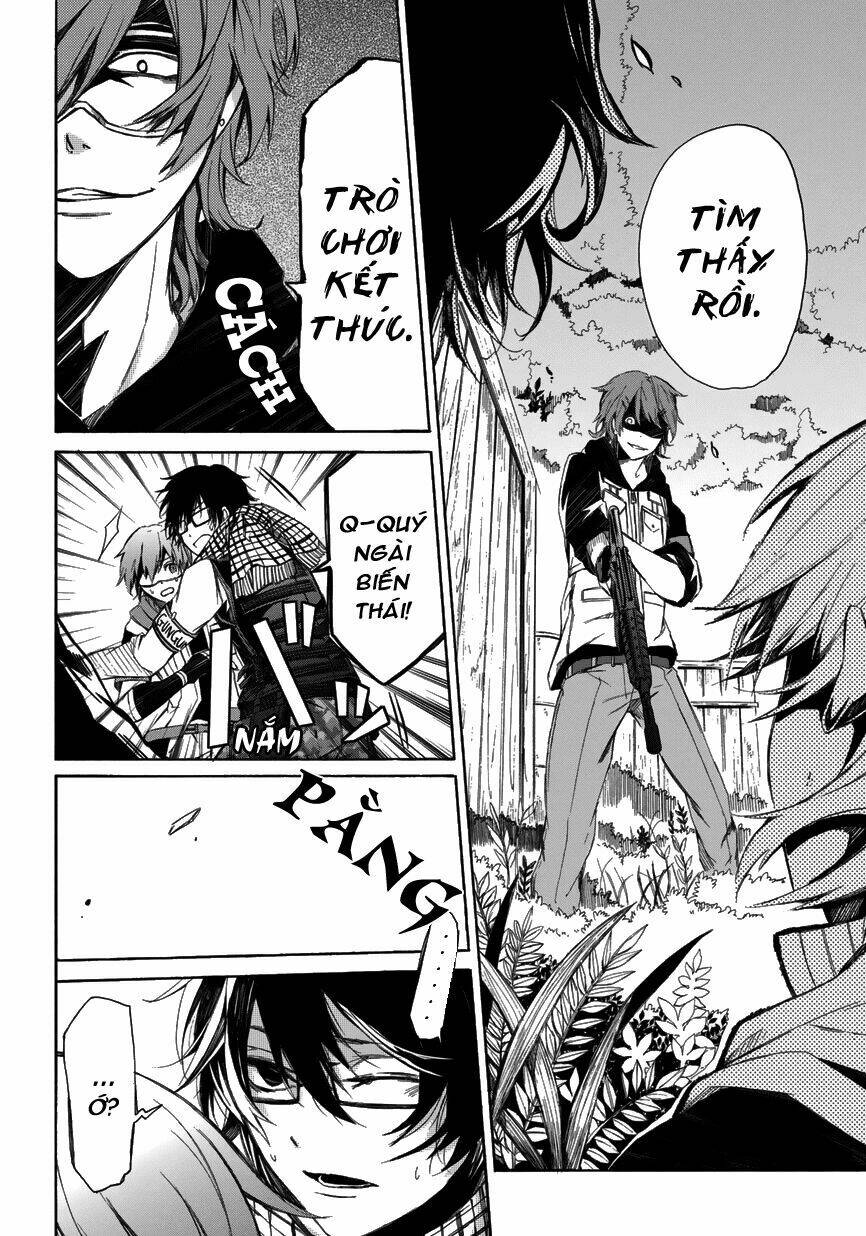 TÌM
THẤY
RỒI.
TRÒ
CHƠI
KẾT
THÚC.
CÁCH
Q-QUÝ
NGÀI
BIẾN
THÁI!
NẮM
PẰNG
.....
...
Ớ?